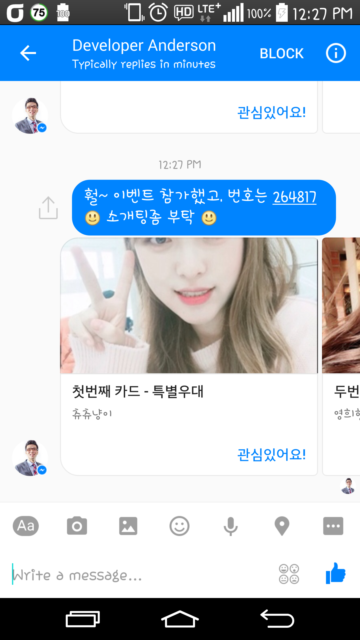 75
100
HD
LTE+
100%
12:27 PM
Developer Anderson
Typically replies in minutes
BLOCK
관심있어요!
12:27 PM
훨~ 이벤트 참가했고, 번호는 264817
소개팅좀 부탁
첫번째 카드 - 특별우대
츄츄냥이
관심있어요!
두번
영희
Aa
Write a message...